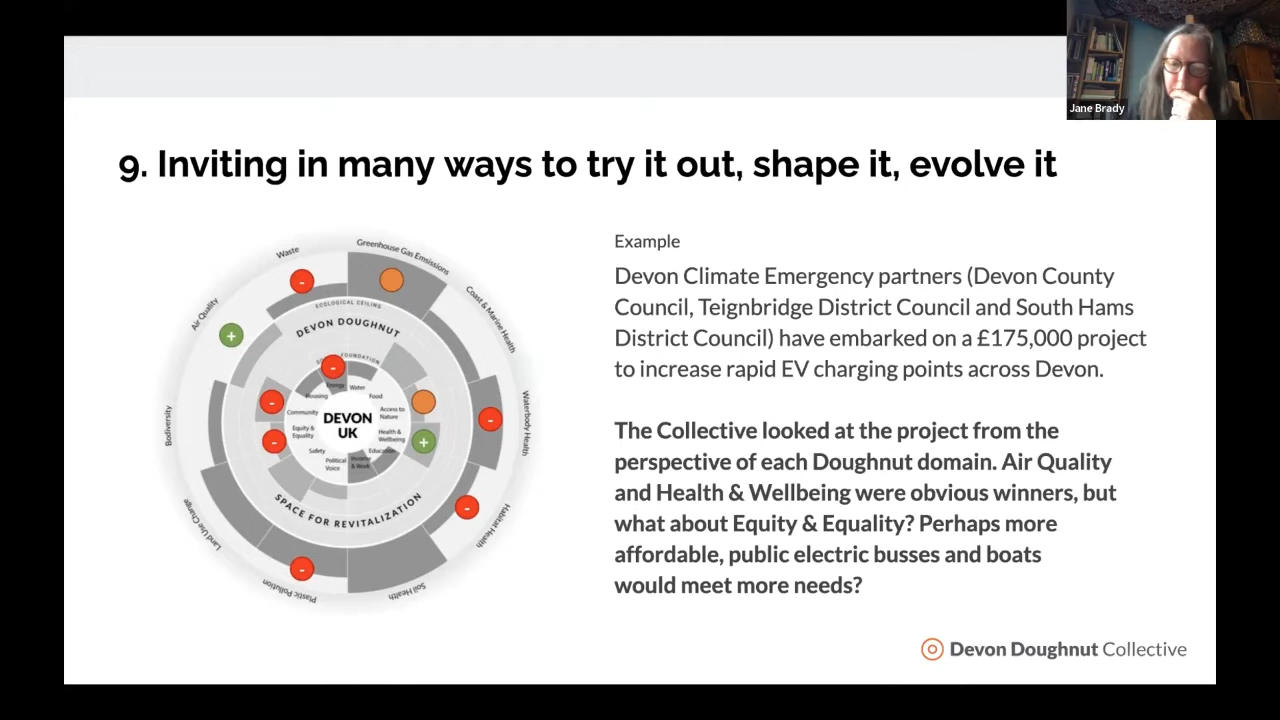 Jane Brady
9. Inviting in many ways to try it out, shape it, evolve it
Example
Devon Climate Emergency partners (Devon County
Council, Teignbridge District Council and South Hams
District Council) have embarked on a £175,000 project
to increase rapid EV charging points across Devon.
The Collective looked at the project from the
perspective of each Doughnut domain. Air Quality
and Health & Wellbeing were obvious winners, but
what about Equity & Equality? Perhaps more
affordable, public electric busses and boats
would meet more needs?
Waste
Greenhouse Gas Emissions
Coast & Marine Health
Waterbody Health
Habitat Health
Soil Health
Plastic Pollution
Land Use Change
Biodiversity
Air Quality
ECOLOGICAL CEILING
DEVON DOUGHNUT
FOUNDATION
Energy
Water
Food
Access to
Nature
Health &
Wellbeing
Education
Income
& Work
Political
Voice
Safety
Equity &
Equality
Community
Housing
DEVON
UK
SPACE FOR REVITALIZATION
Devon Doughnut Collective